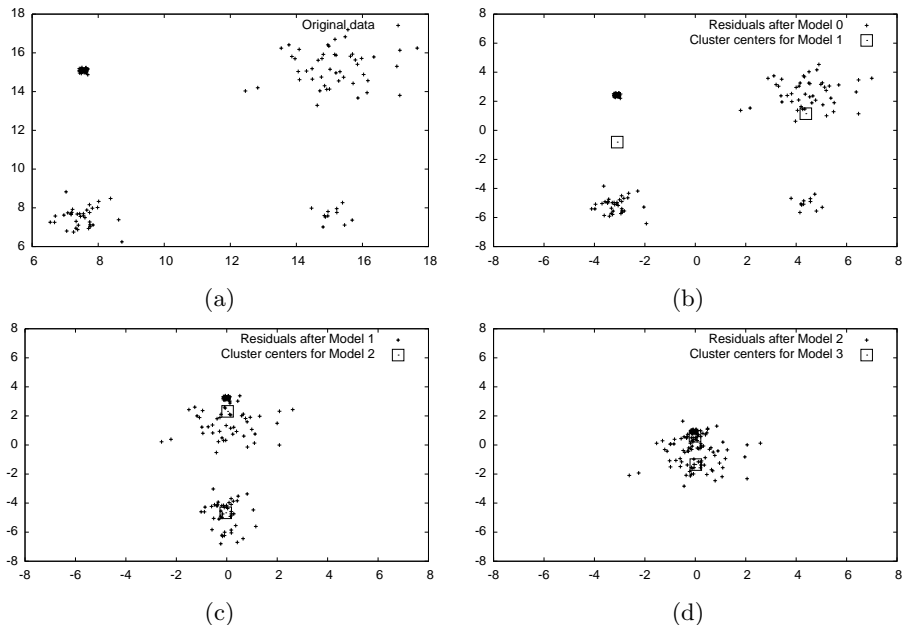 Original data
18
16
14
12
10
8
6
6 8 10 12 14 16 18
(a)
Residuals after Model 0
Cluster centers for Model 1
8
6
4
2
0
-2
-4
-6
-8
-8 -6 -4 -2 0 2 4 6 8
(b)
Residuals after Model 1
Cluster centers for Model 2
8
6
4
2
0
-2
-4
-6
-8
-8 -6 -4 -2 0 2 4 6 8
(c)
Residuals after Model 2
Cluster centers for Model 3
8
6
4
2
0
-2
-4
-6
-8
-8 -6 -4 -2 0 2 4 6 8
(d)